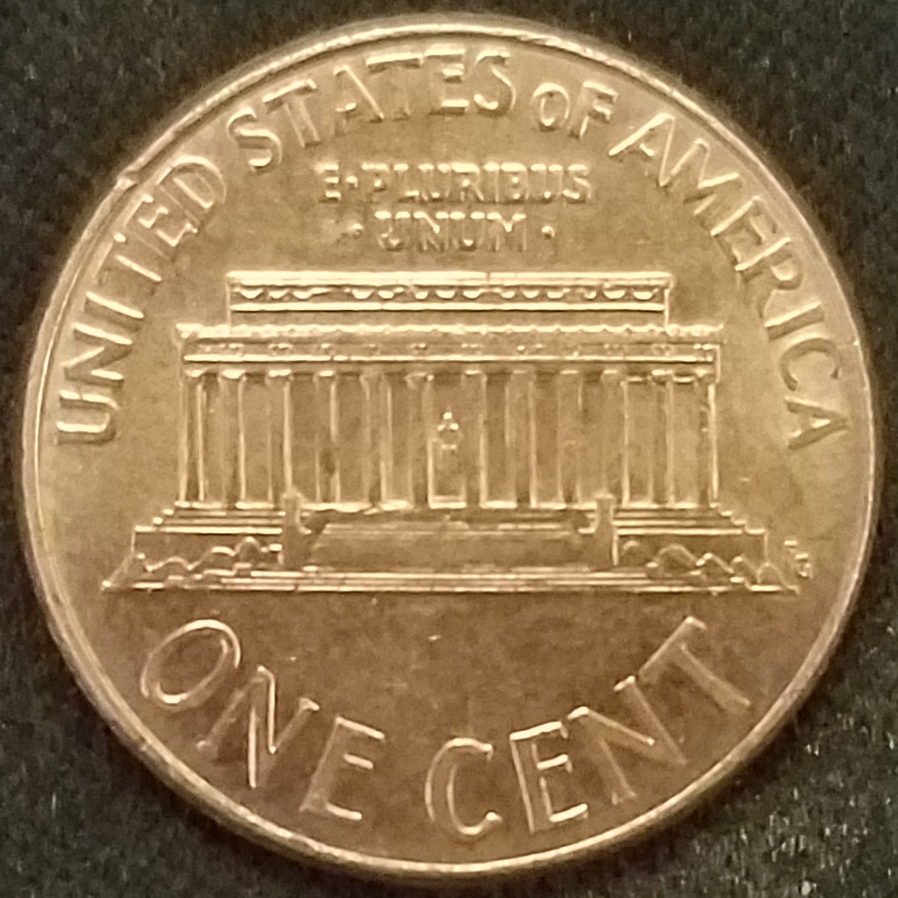 UNITED STATES OF AMERICA
E·PLURIBUS
·UNUM·
ONE CENT
FG